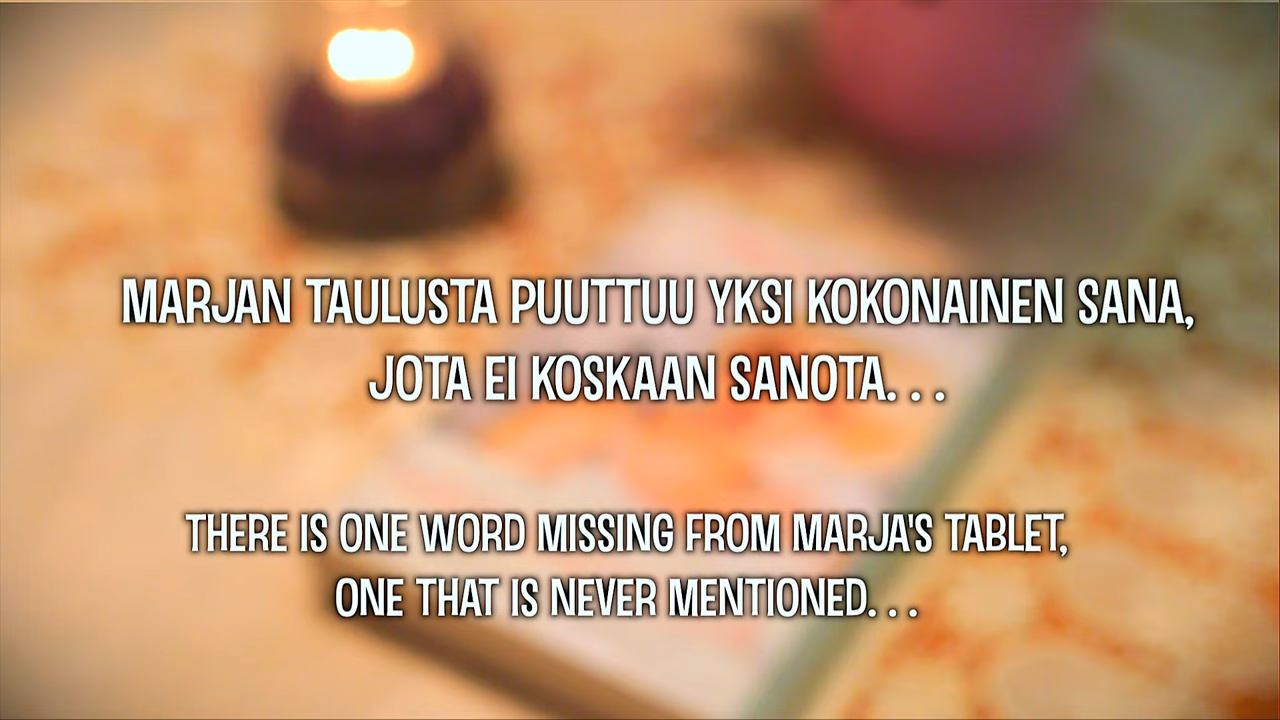 MARJAN TAULUSTA PUUTTUU YKSI KOKONAINEN SANA,
JOTA EI KOSKAAN SANOTA. . .
THERE IS ONE WORD MISSING FROM MARJA'S TABLET,
ONE THAT IS NEVER MENTIONED. . .